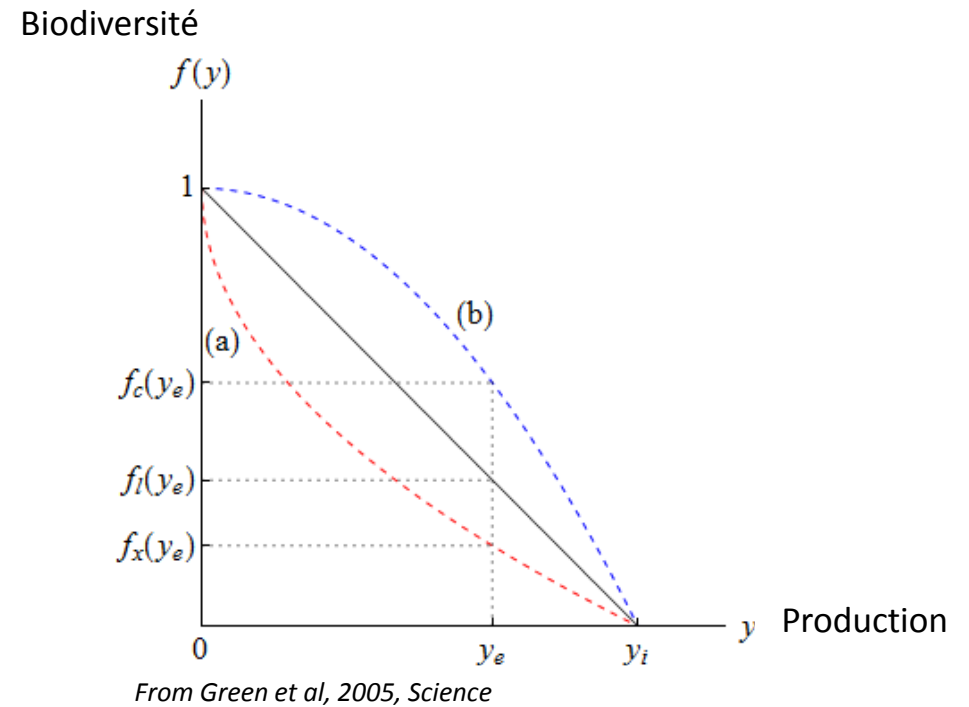 Biodiversité
f(y)
1
(b)
(a)
f_c(y_e)
f_l(y_e)
f_x(y_e)
y Production
0 y_e y_i
From Green et al, 2005, Science